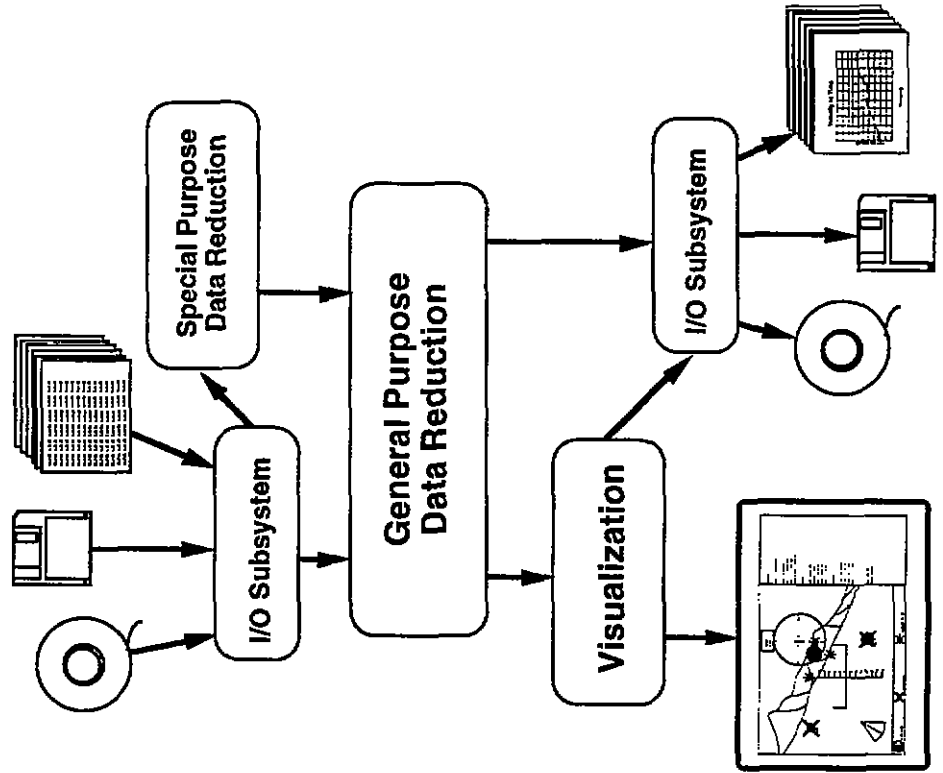 I/O Subsystem
Special Purpose
Data Reduction
General Purpose
Data Reduction
Visualization
I/O Subsystem